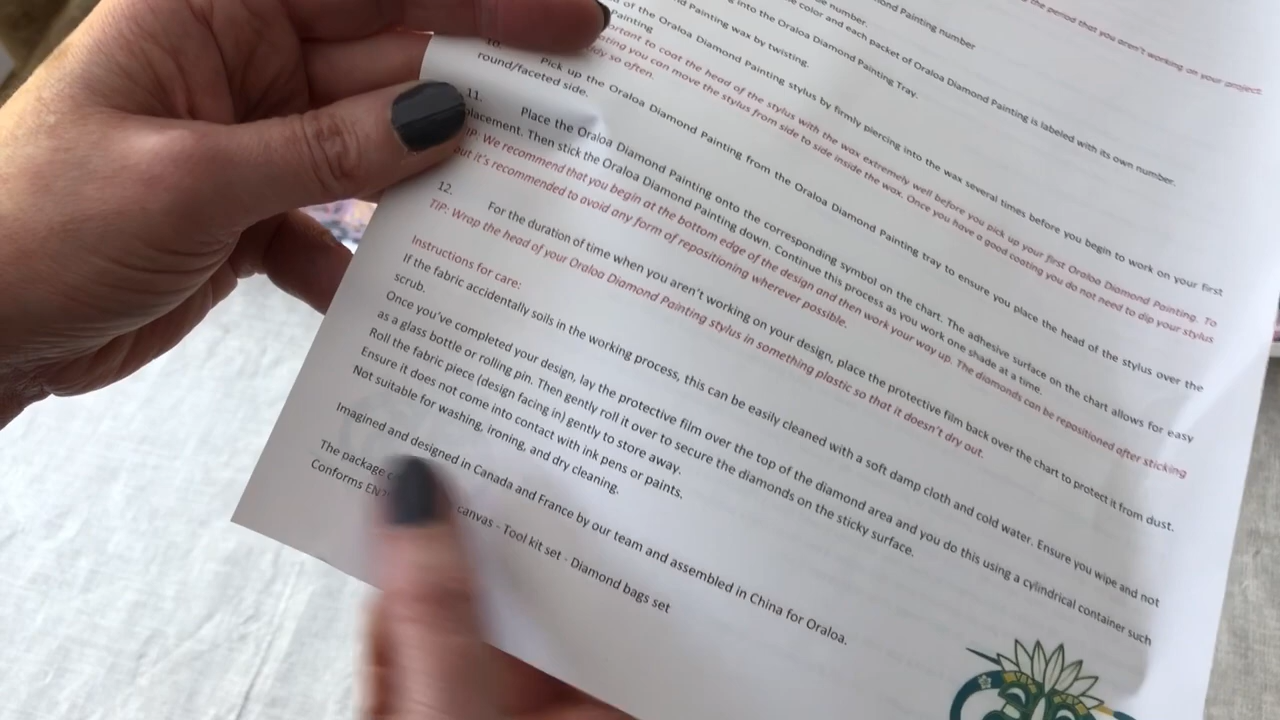 the period that you aren't working on your project.
Diamond Painting number
number.
color and each packet of Oraloa Diamond Painting is labeled with its own number.
into the Oraloa Diamond Painting Tray.
Painting wax by twisting.
of the Oraloa Diamond Painting stylus by firmly piercing into the wax several times before you begin to work on your first
Painting
to coat the head of the stylus with the wax extremely well before you pick up your first Oraloa Diamond Painting. To
you can move the stylus from side to side inside the wax. Once you have a good coating you do not need to dip your stylus
so often.
10.
Pick up the Oraloa Diamond Painting from the Oraloa Diamond Painting tray to ensure you place the head of the stylus over the
round/faceted side.
11.
Place the Oraloa Diamond Painting onto the corresponding symbol on the chart. The adhesive surface on the chart allows for easy
placement. Then stick the Oraloa Diamond Painting down. Continue this process as you work one shade at a time.
We recommend that you begin at the bottom edge of the design and then work your way up. The diamonds can be repositioned after sticking
but it's recommended to avoid any form of repositioning wherever possible.
12.
For the duration of time when you aren't working on your design, place the protective film back over the chart to protect it from dust.
TIP: Wrap the head of your Oraloa Diamond Painting stylus in something plastic so that it doesn't dry out.
Instructions for care:
If the fabric accidentally soils in the working process, this can be easily cleaned with a soft damp cloth and cold water. Ensure you wipe and not
scrub.
Once you've completed your design, lay the protective film over the top of the diamond area and you do this using a cylindrical container such
as a glass bottle or rolling pin. Then gently roll it over to secure the diamonds on the sticky surface.
Roll the fabric piece (design facing in) gently to store away.
Ensure it does not come into contact with ink pens or paints.
Not suitable for washing, ironing, and dry cleaning.
Imagined and designed in Canada and France by our team and assembled in China for Oraloa.
The package canvas - Tool kit set - Diamond bags set
Conforms